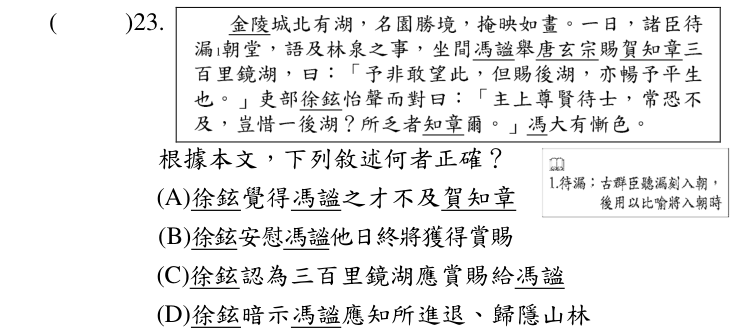 (　　)23.
金陵城北有湖，名園勝境，掩映如畫。一日，諸臣待
漏1朝堂，語及林泉之事，坐間馮謐舉唐玄宗賜賀知章三
百里鏡湖，曰：「予非敢望此，但賜後湖，亦暢予平生
也。」吏部徐鉉怡聲而對曰：「主上尊賢待士，常恐不
及，豈惜一後湖？所乏者知章爾。」馮大有慚色。
根據本文，下列敘述何者正確？
(A)徐鉉覺得馮謐之才不及賀知章
(B)徐鉉安慰馮謐他日終將獲得賞賜
(C)徐鉉認為三百里鏡湖應賞賜給馮謐
(D)徐鉉暗示馮謐應知所進退、歸隱山林
1.待漏：古群臣聽漏刻入朝，
後用以比喻將入朝時